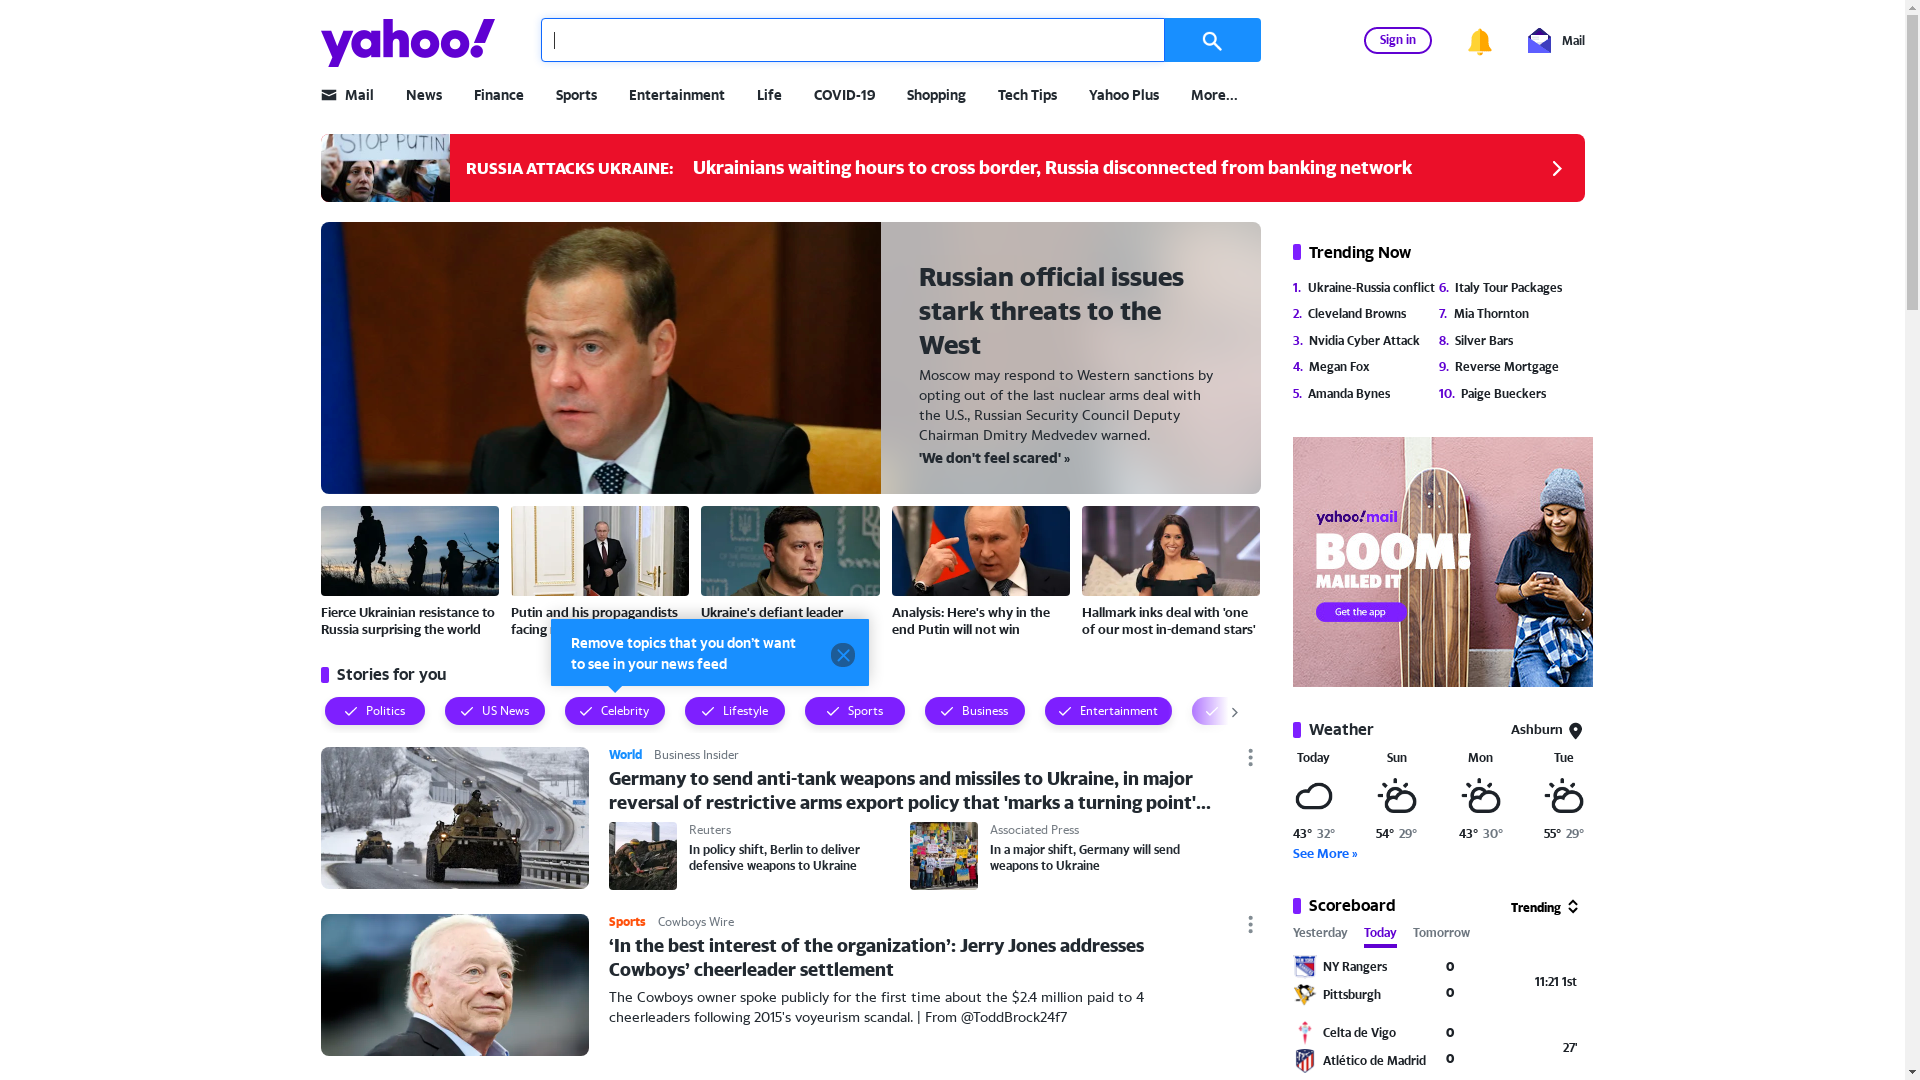 yahoo!
Sign in
Mail
Mail News Finance Sports Entertainment Life COVID-19 Shopping Tech Tips Yahoo Plus More...
STOP PUTIN
RUSSIA ATTACKS UKRAINE: Ukrainians waiting hours to cross border, Russia disconnected from banking network
Russian official issues
stark threats to the
West
Moscow may respond to Western sanctions by
opting out of the last nuclear arms deal with
the U.S., Russian Security Council Deputy
Chairman Dmitry Medvedev warned.
'We don't feel scared' »
Fierce Ukrainian resistance to
Russia surprising the world
Putin and his propagandists
facing
Ukraine's defiant leader
Analysis: Here's why in the
end Putin will not win
Hallmark inks deal with 'one
of our most in-demand stars'
Remove topics that you don't want
to see in your news feed
Stories for you
Politics US News Celebrity Lifestyle Sports Business Entertainment
World Business Insider
Germany to send anti-tank weapons and missiles to Ukraine, in major
reversal of restrictive arms export policy that 'marks a turning point'...
Reuters
In policy shift, Berlin to deliver
defensive weapons to Ukraine
Associated Press
In a major shift, Germany will send
weapons to Ukraine
Sports Cowboys Wire
‘In the best interest of the organization’: Jerry Jones addresses
Cowboys’ cheerleader settlement
The Cowboys owner spoke publicly for the first time about the $2.4 million paid to 4
cheerleaders following 2015's voyeurism scandal. | From @ToddBrock24f7
Trending Now
1. Ukraine-Russia conflict 6. Italy Tour Packages
2. Cleveland Browns 7. Mia Thornton
3. Nvidia Cyber Attack 8. Silver Bars
4. Megan Fox 9. Reverse Mortgage
5. Amanda Bynes 10. Paige Bueckers
yahoo!mail
BOOM!
MAILED IT
Get the app
Weather Ashburn
Today Sun Mon Tue
43° 32° 54° 29° 43° 30° 55° 29°
See More »
Scoreboard Trending
Yesterday Today Tomorrow
NY Rangers 0
11:21 1st
Pittsburgh 0
Celta de Vigo 0
27'
Atlético de Madrid 0